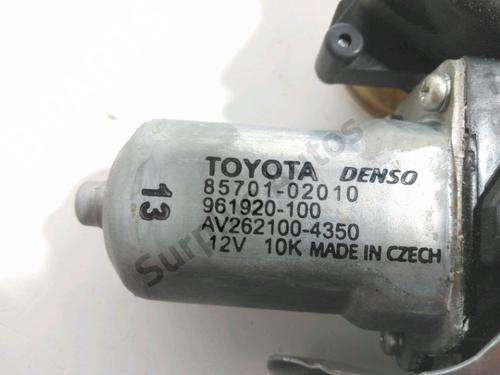 TOYOTA DENSO
85701-02010
961920-100
AV262100-4350
12V 10K MADE IN CZECH
13